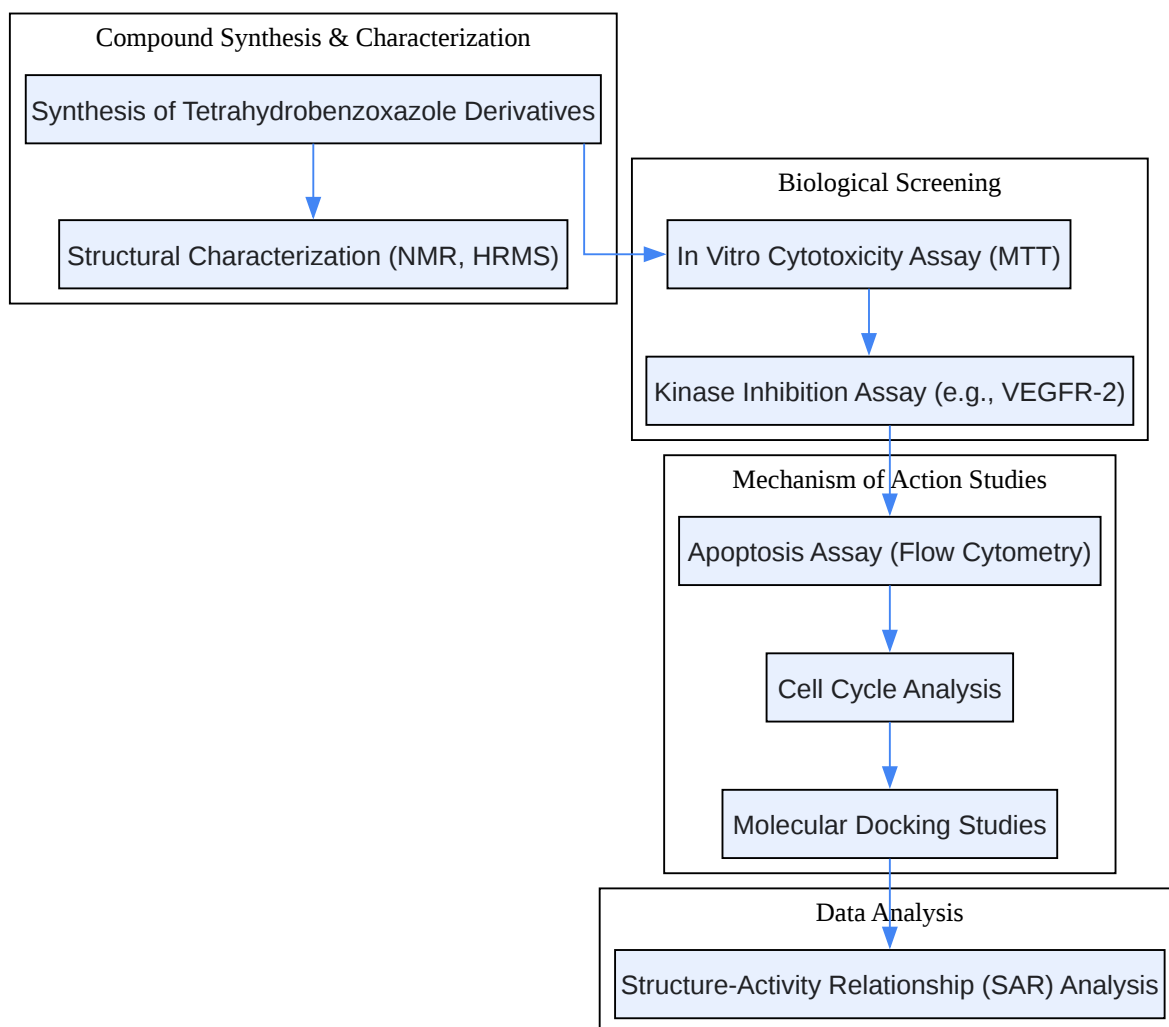 Compound Synthesis & Characterization
Synthesis of Tetrahydrobenzoxazole Derivatives
Structural Characterization (NMR, HRMS)
Biological Screening
In Vitro Cytotoxicity Assay (MTT)
Kinase Inhibition Assay (e.g., VEGFR-2)
Mechanism of Action Studies
Apoptosis Assay (Flow Cytometry)
Cell Cycle Analysis
Molecular Docking Studies
Data Analysis
Structure-Activity Relationship (SAR) Analysis